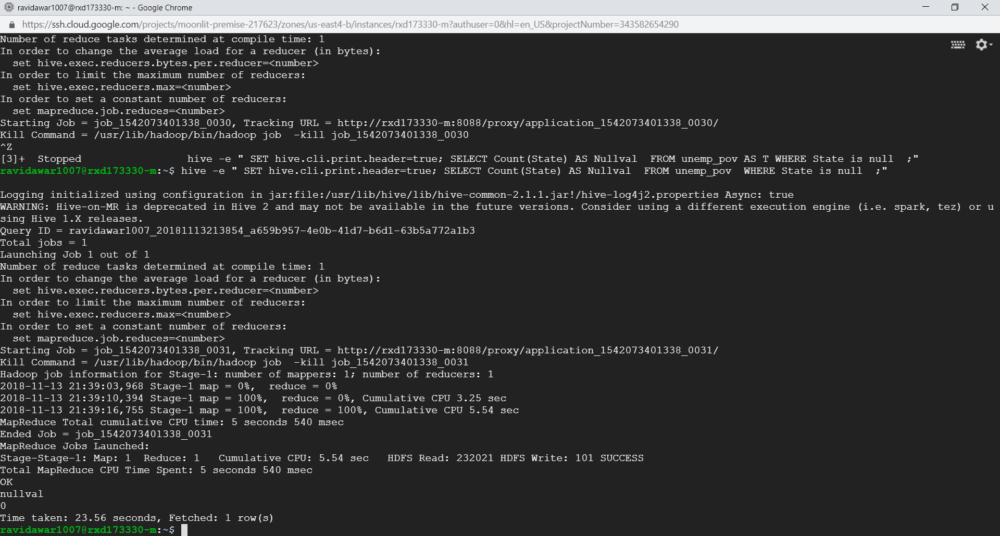 ravidawar1007@rxd173330-m: ~ - Google Chrome
https://ssh.cloud.google.com/projects/moonlit-premise-217623/zones/us-east4-b/instances/rxd173330-m?authuser=0&hl=en_US&projectNumber=343582654290
Number of reduce tasks determined at compile time: 1
In order to change the average load for a reducer (in bytes):
  set hive.exec.reducers.bytes.per.reducer=<number>
In order to limit the maximum number of reducers:
  set hive.exec.reducers.max=<number>
In order to set a constant number of reducers:
  set mapreduce.job.reduces=<number>
Starting Job = job_1542073401338_0030, Tracking URL = http://rxd173330-m:8088/proxy/application_1542073401338_0030/
Kill Command = /usr/lib/hadoop/bin/hadoop job  -kill job_1542073401338_0030
^Z
[3]+  Stopped                 hive -e " SET hive.cli.print.header=true; SELECT Count(State) AS Nullval  FROM unemp_pov AS T WHERE State is null  ;"
ravidawar1007@rxd173330-m:~$ hive -e " SET hive.cli.print.header=true; SELECT Count(State) AS Nullval  FROM unemp_pov  WHERE State is null  ;"
Logging initialized using configuration in jar:file:/usr/lib/hive/lib/hive-common-2.1.1.jar!/hive-log4j2.properties Async: true
WARNING: Hive-on-MR is deprecated in Hive 2 and may not be available in the future versions. Consider using a different execution engine (i.e. spark, tez) or u
sing Hive 1.X releases.
Query ID = ravidawar1007_20181113213854_a659b957-4e0b-41d7-b6d1-63b5a772a1b3
Total jobs = 1
Launching Job 1 out of 1
Number of reduce tasks determined at compile time: 1
In order to change the average load for a reducer (in bytes):
  set hive.exec.reducers.bytes.per.reducer=<number>
In order to limit the maximum number of reducers:
  set hive.exec.reducers.max=<number>
In order to set a constant number of reducers:
  set mapreduce.job.reduces=<number>
Starting Job = job_1542073401338_0031, Tracking URL = http://rxd173330-m:8088/proxy/application_1542073401338_0031/
Kill Command = /usr/lib/hadoop/bin/hadoop job  -kill job_1542073401338_0031
Hadoop job information for Stage-1: number of mappers: 1; number of reducers: 1
2018-11-13 21:39:03,968 Stage-1 map = 0%,  reduce = 0%
2018-11-13 21:39:10,394 Stage-1 map = 100%,  reduce = 0%, Cumulative CPU 3.25 sec
2018-11-13 21:39:16,755 Stage-1 map = 100%,  reduce = 100%, Cumulative CPU 5.54 sec
MapReduce Total cumulative CPU time: 5 seconds 540 msec
Ended Job = job_1542073401338_0031
MapReduce Jobs Launched:
Stage-Stage-1: Map: 1  Reduce: 1   Cumulative CPU: 5.54 sec   HDFS Read: 232021 HDFS Write: 101 SUCCESS
Total MapReduce CPU Time Spent: 5 seconds 540 msec
OK
nullval
0
Time taken: 23.56 seconds, Fetched: 1 row(s)
ravidawar1007@rxd173330-m:~$